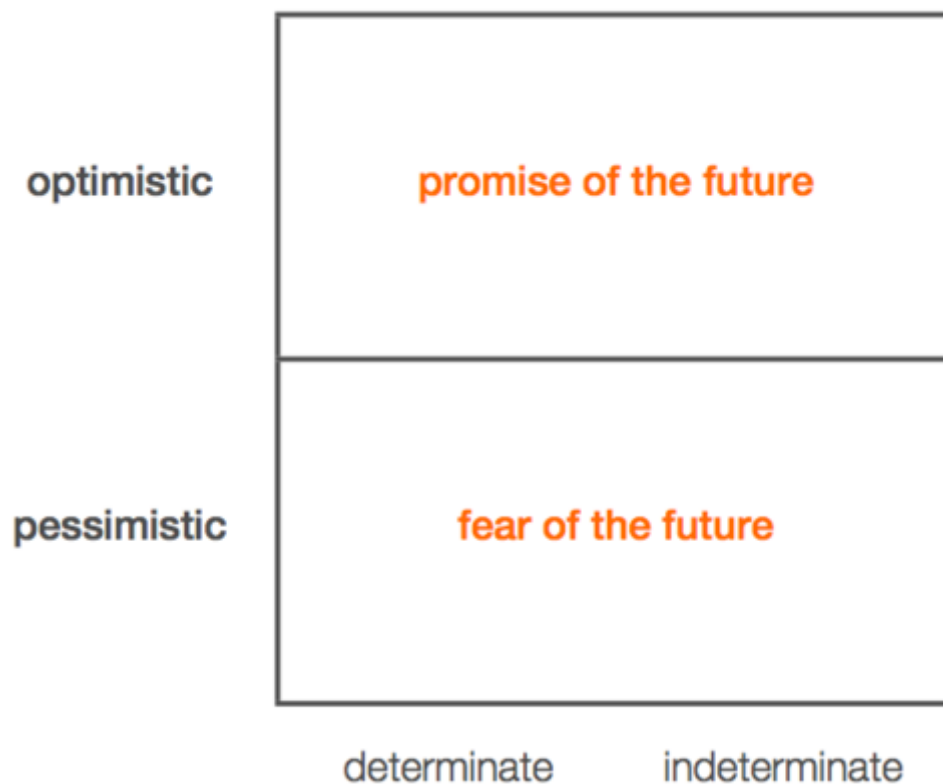 optimistic
promise of the future
pessimistic
fear of the future
determinate
indeterminate